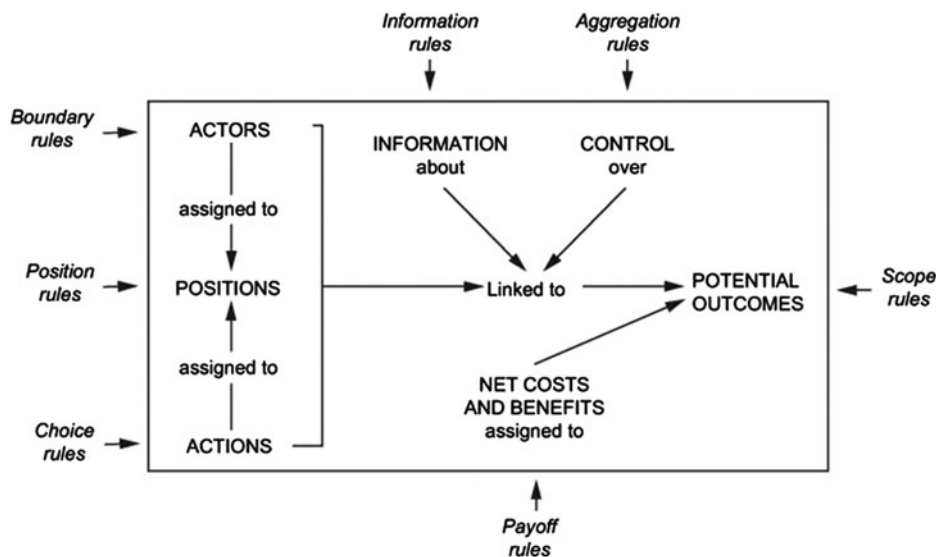 Information
rules
Aggregation
rules
Boundary
rules
ACTORS
INFORMATION
about
CONTROL
over
assigned to
Position
rules
POSITIONS
Linked to
POTENTIAL
OUTCOMES
Scope
rules
assigned to
NET COSTS
AND BENEFITS
assigned to
Choice
rules
ACTIONS
Payoff
rules